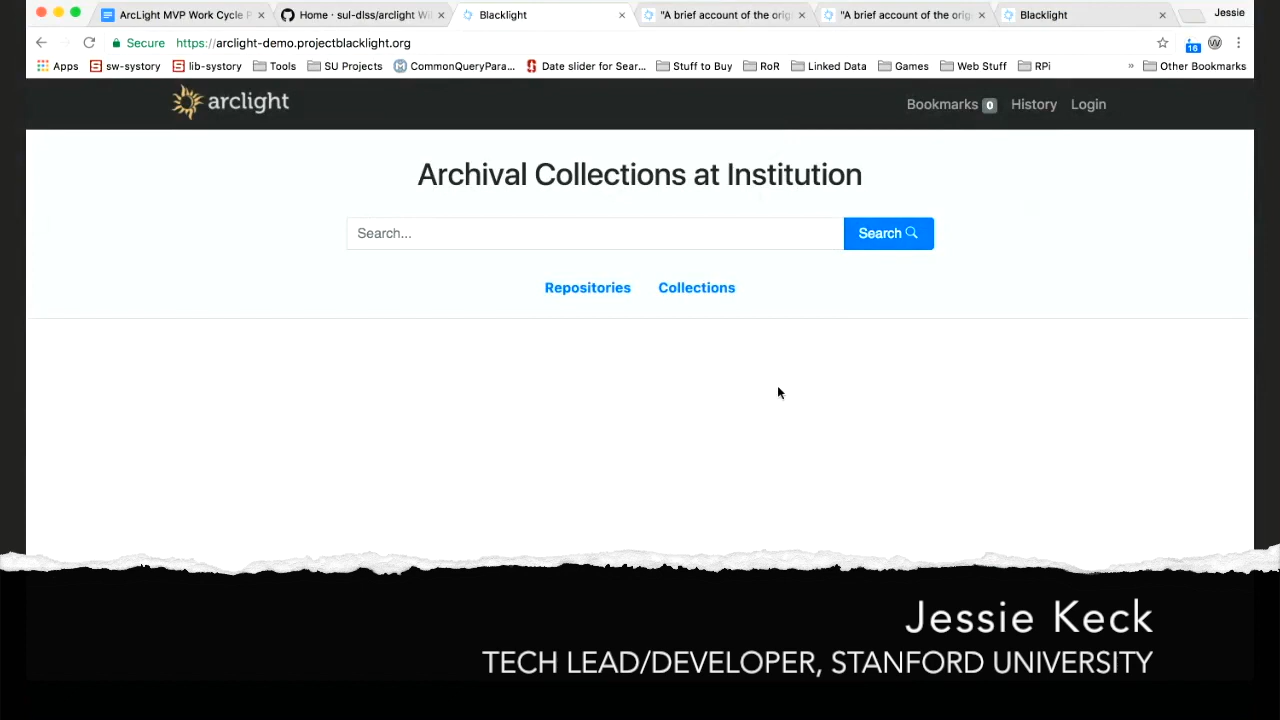 ArcLight MVP Work Cycle P
Home · sul-dlss/arclight Wi
Blacklight
"A brief account of the ori
"A brief account of the orig
Blacklight
Jessie
Secure
https://arclight-demo.projectblacklight.org
16
Apps
sw-systory
lib-systory
Tools
SU Projects
CommonQueryPara...
Date slider for Sear...
Stuff to Buy
RoR
Linked Data
Games
Web Stuff
RPi
»
Other Bookmarks
arclight
Bookmarks 0
History
Login
Archival Collections at Institution
Search...
Search
Repositories
Collections
Jessie Keck
TECH LEAD/DEVELOPER, STANFORD UNIVERSITY